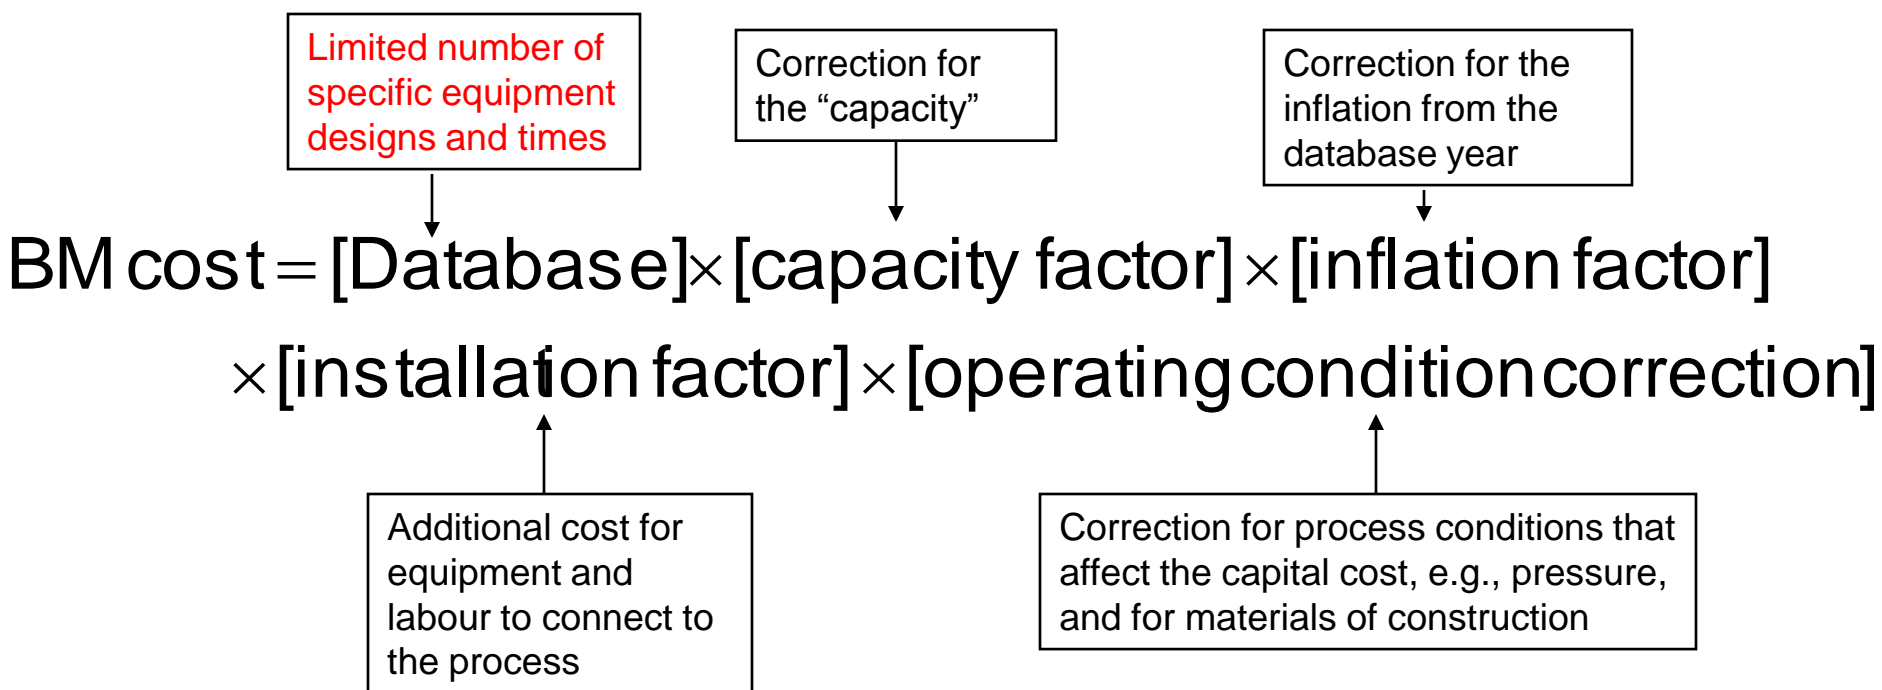 Limited number of
specific equipment
designs and times
Correction for
the “capacity”
Correction for the
inflation from the
database year
BM cost = [Database] × [capacity factor] × [inflation factor]
× [installation factor] × [operating condition correction]
Additional cost for
equipment and
labour to connect to
the process
Correction for process conditions that
affect the capital cost, e.g., pressure,
and for materials of construction